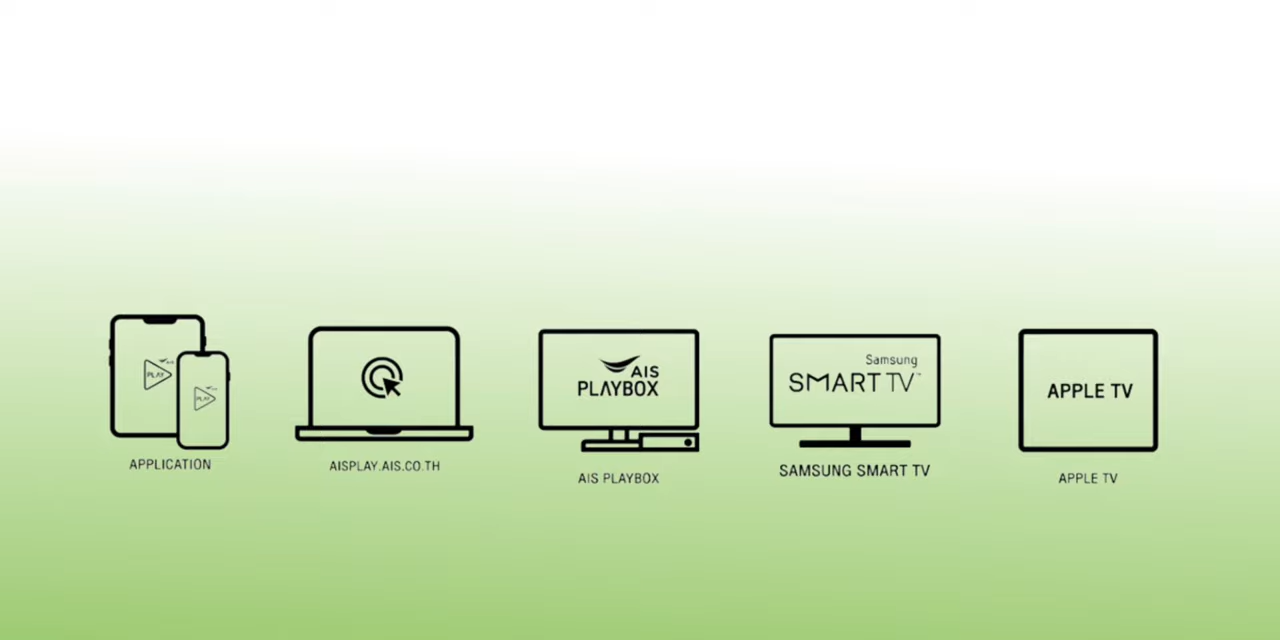 PLAY
PLAY
APPLICATION
AISPLAY.AIS.CO.TH
AIS
PLAYBOX
AIS PLAYBOX
Samsung
SMART TV™
SAMSUNG SMART TV
APPLE TV
APPLE TV